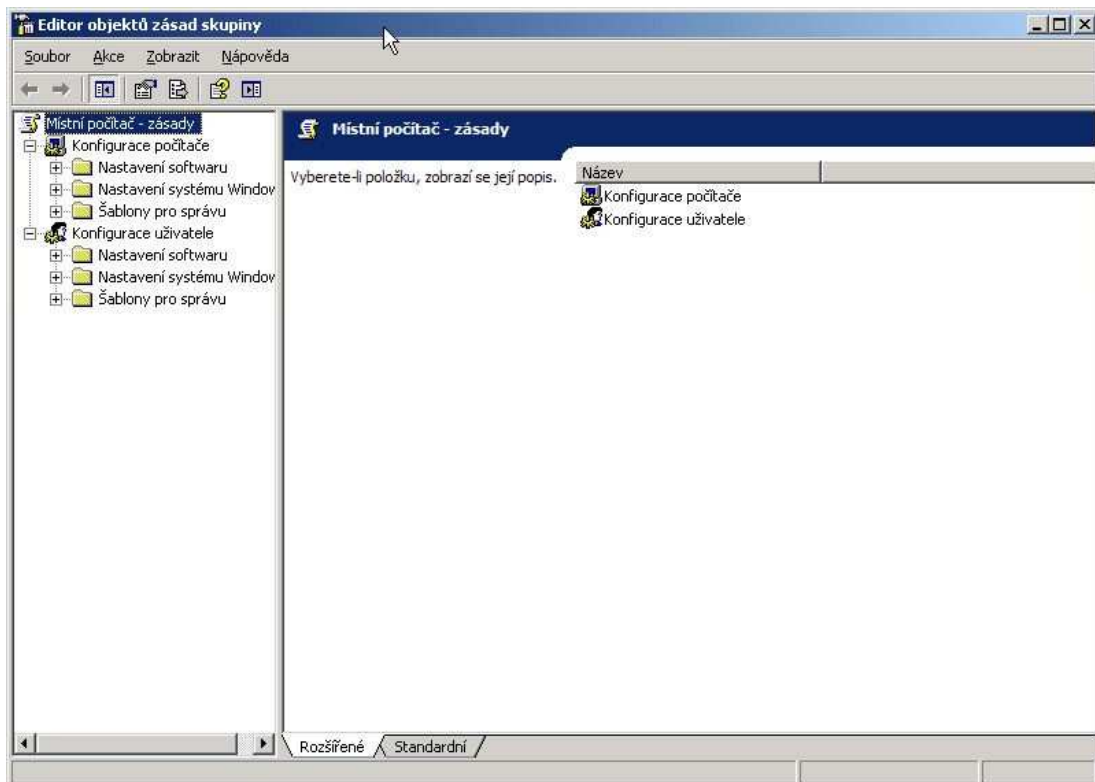 Editor objektů zásad skupiny
Soubor Akce Zobrazit Nápověda
Místní počítač - zásady
Konfigurace počítače
Nastavení softwaru
Nastavení systému Window
Šablony pro správu
Konfigurace uživatele
Nastavení softwaru
Nastavení systému Window
Šablony pro správu
Místní počítač - zásady
Vyberete-li položku, zobrazí se její popis.
Název
Konfigurace počítače
Konfigurace uživatele
Rozšířené Standardní